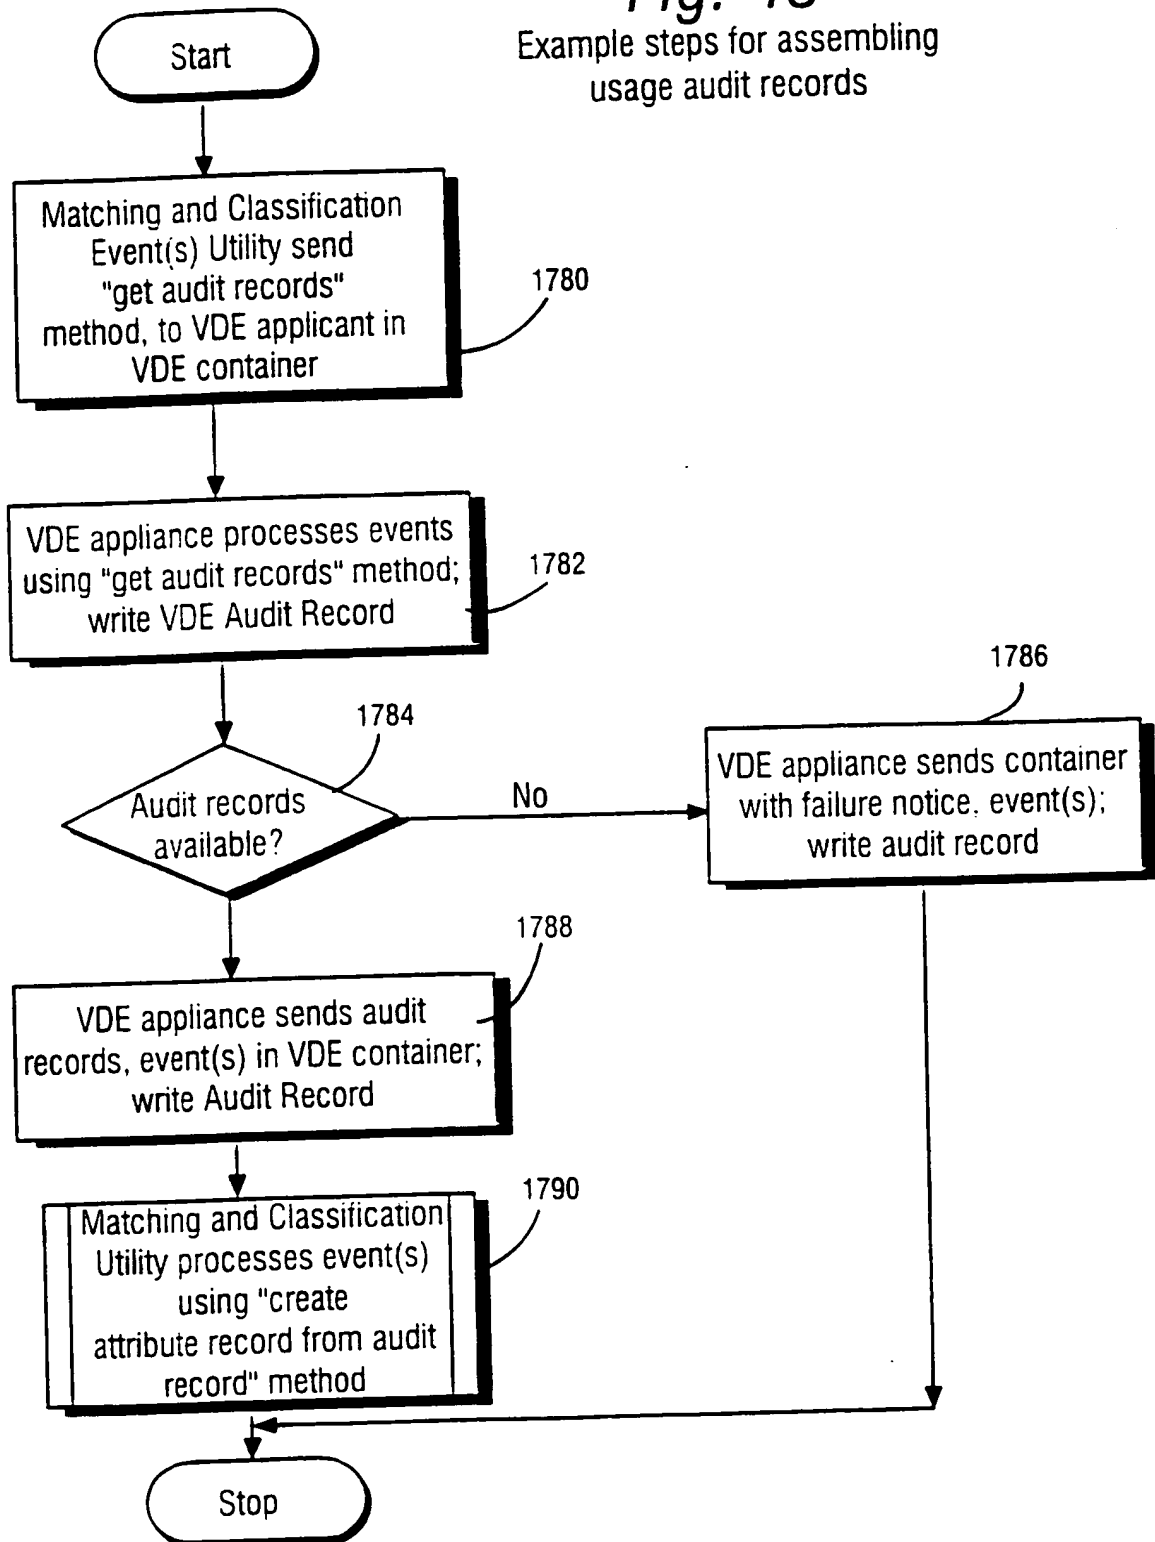 Example steps for assembling
usage audit records
Start
Matching and Classification
Event(s) Utility send
"get audit records"
method, to VDE applicant in
VDE container
1780
VDE appliance processes events
using "get audit records" method;
write VDE Audit Record
1782
1784
Audit records
available?
No
1786
VDE appliance sends container
with failure notice, event(s);
write audit record
1788
VDE appliance sends audit
records, event(s) in VDE container;
write Audit Record
1790
Matching and Classification
Utility processes event(s)
using "create
attribute record from audit
record" method
Stop